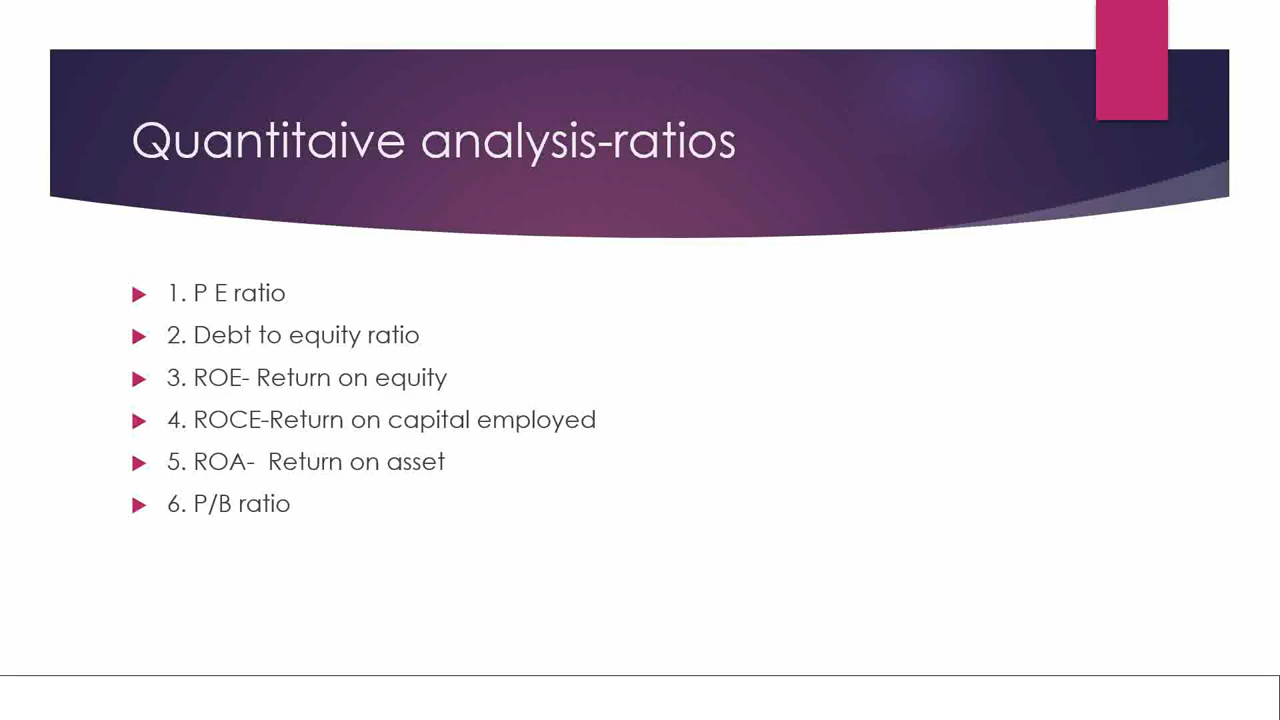 Quantitaive analysis-ratios
1. P E ratio
2. Debt to equity ratio
3. ROE- Return on equity
4. ROCE-Return on capital employed
5. ROA-  Return on asset
6. P/B ratio